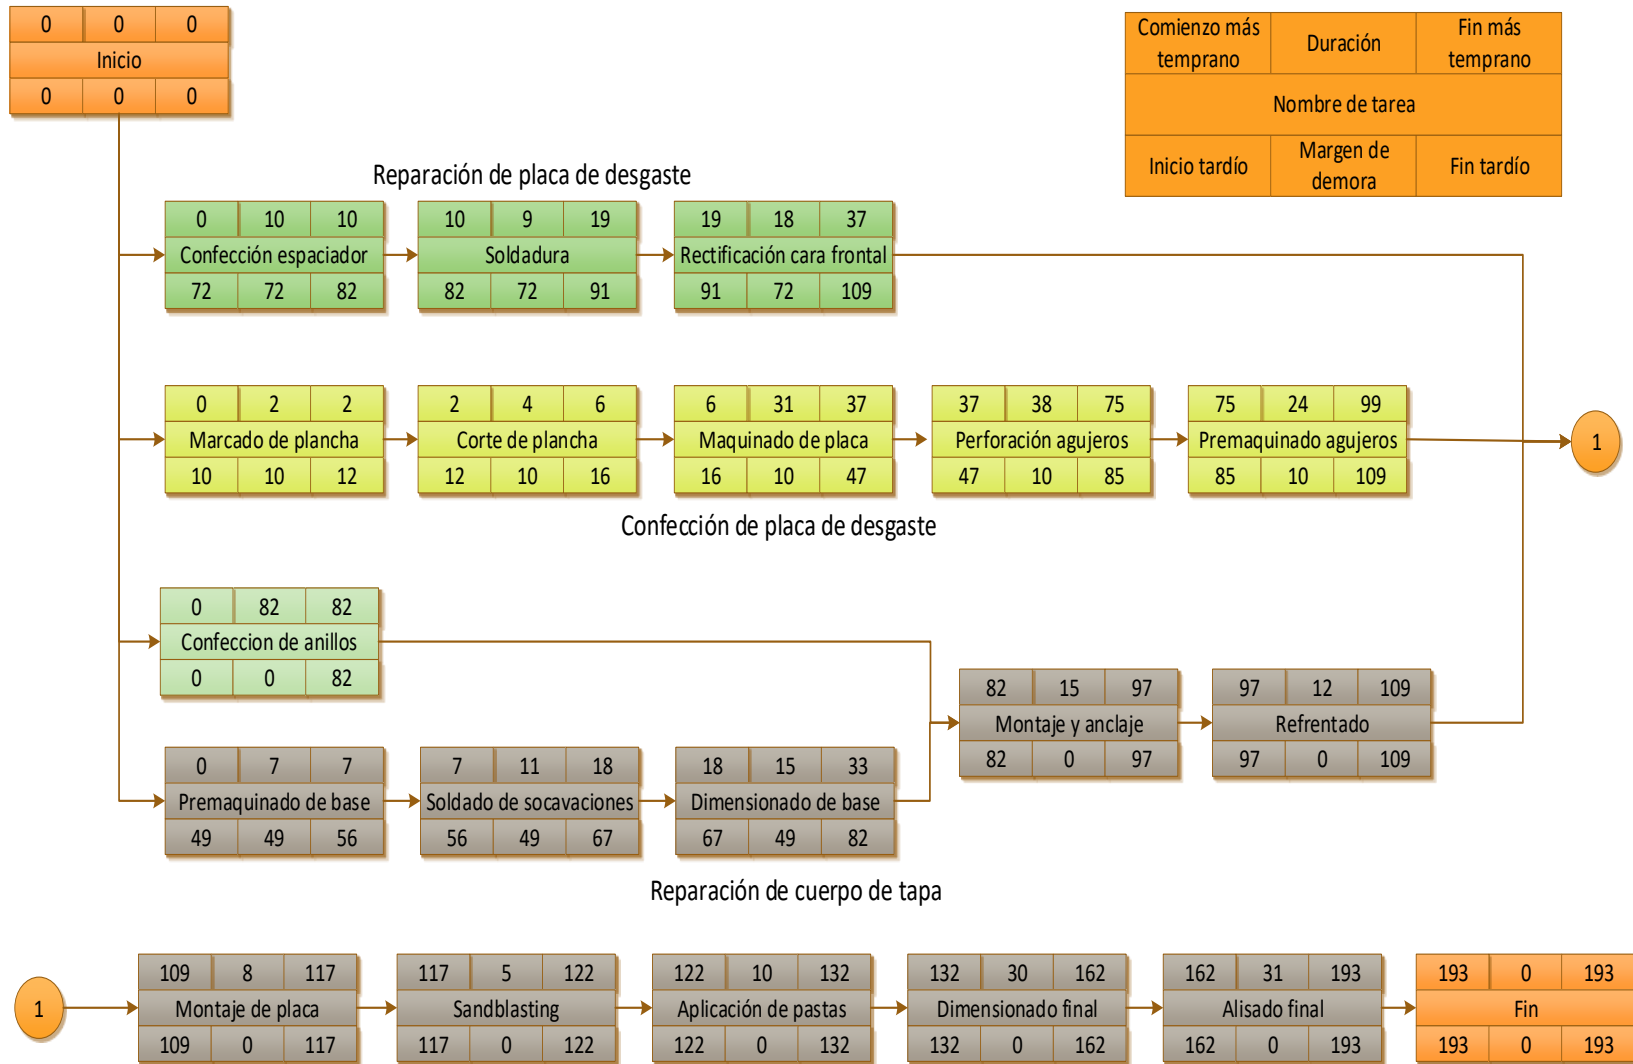 0 0 0
Inicio
0 0 0
Comienzo más temprano Duración Fin más temprano
Nombre de tarea
Inicio tardío Margen de demora Fin tardío
Reparación de placa de desgaste
0 10 10
Confección espaciador
72 72 82
10 9 19
Soldadura
82 72 91
19 18 37
Rectificación cara frontal
91 72 109
0 2 2
Marcado de plancha
10 10 12
2 4 6
Corte de plancha
12 10 16
6 31 37
Maquinado de placa
16 10 47
37 38 75
Perforación agujeros
47 10 85
75 24 99
Premaquinado agujeros
85 10 109
1
Confección de placa de desgaste
0 82 82
Confeccion de anillos
0 0 82
82 15 97
Montaje y anclaje
82 0 97
97 12 109
Refrentado
97 0 109
0 7 7
Premaquinado de base
49 49 56
7 11 18
Soldado de socavaciones
56 49 67
18 15 33
Dimensionado de base
67 49 82
Reparación de cuerpo de tapa
1
109 8 117
Montaje de placa
109 0 117
117 5 122
Sandblasting
117 0 122
122 10 132
Aplicación de pastas
122 0 132
132 30 162
Dimensionado final
132 0 162
162 31 193
Alisado final
162 0 193
193 0 193
Fin
193 0 193